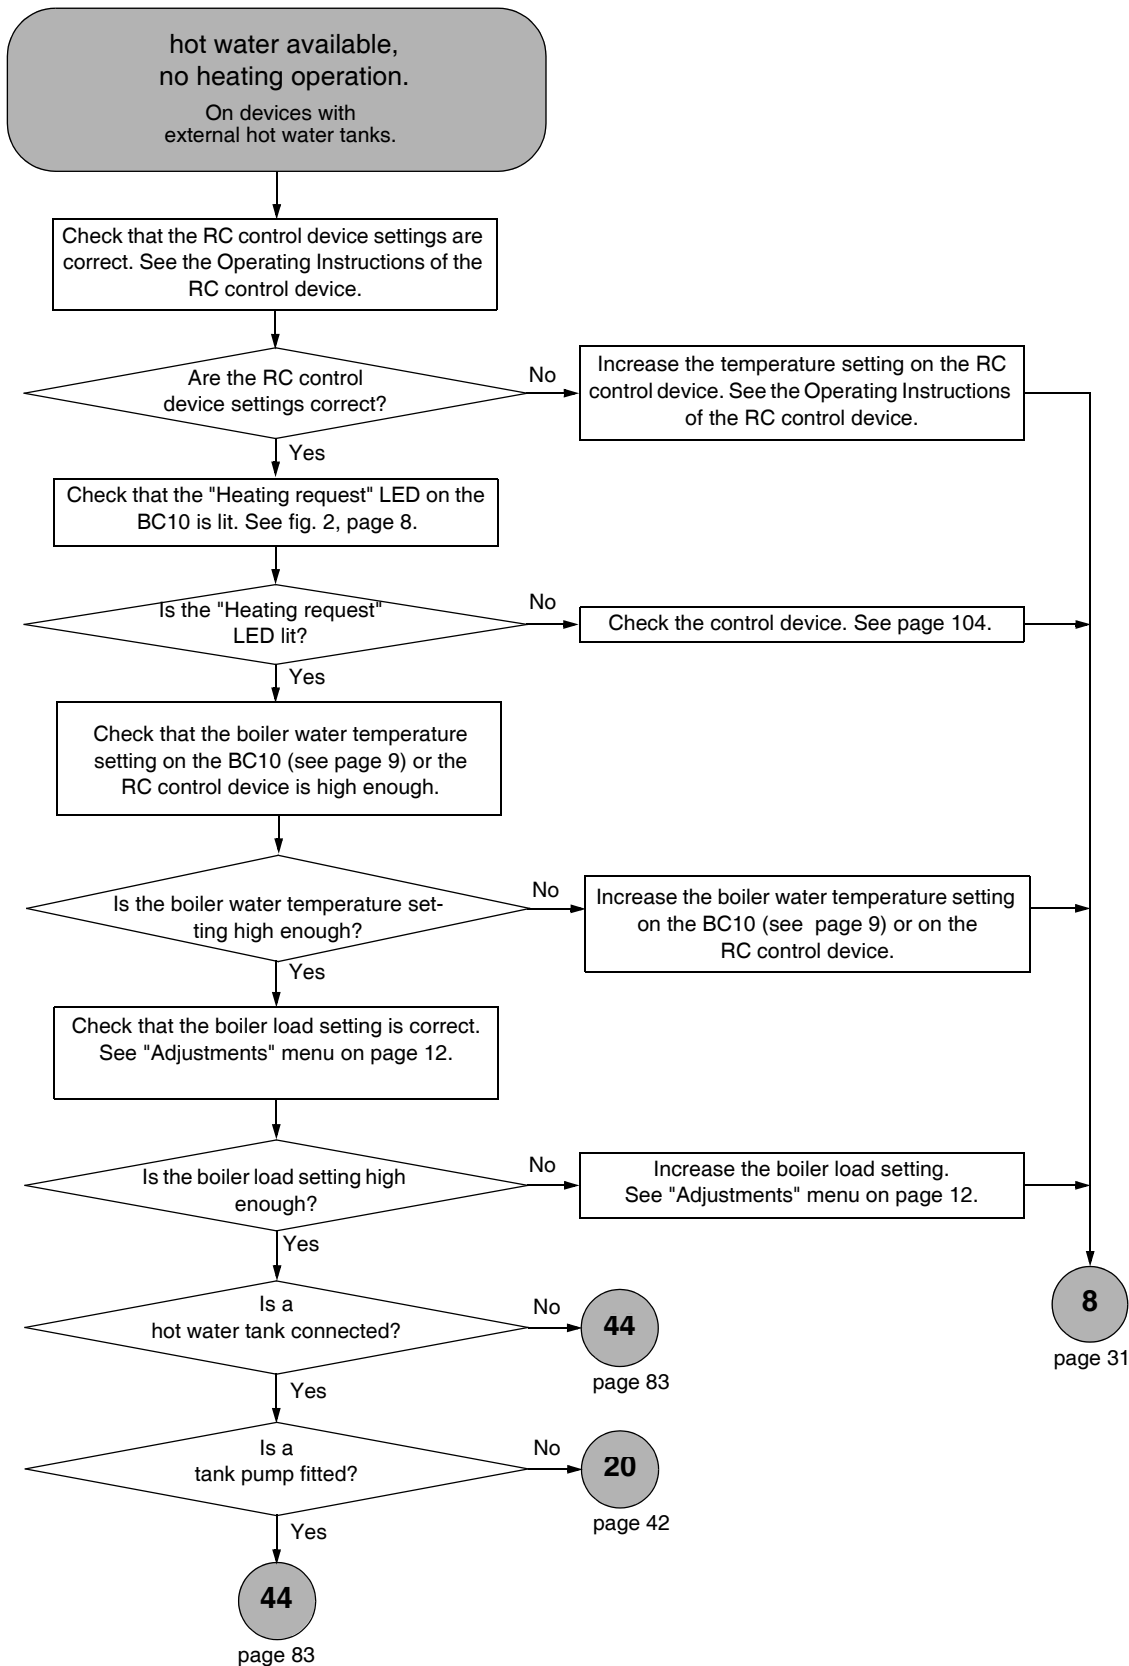 hot water available,
no heating operation.
On devices with
external hot water tanks.
Check that the RC control device settings are
correct. See the Operating Instructions of the
RC control device.
Are the RC control
device settings correct?
No
Increase the temperature setting on the RC
control device. See the Operating Instructions
of the RC control device.
Yes
Check that the "Heating request" LED on the
BC10 is lit. See fig. 2, page 8.
Is the "Heating request"
LED lit?
No
Check the control device. See page 104.
Yes
Check that the boiler water temperature
setting on the BC10 (see page 9) or the
RC control device is high enough.
Is the boiler water temperature set-
ting high enough?
No
Increase the boiler water temperature setting
on the BC10 (see page 9) or on the
RC control device.
Yes
Check that the boiler load setting is correct.
See "Adjustments" menu on page 12.
Is the boiler load setting high
enough?
No
Increase the boiler load setting.
See "Adjustments" menu on page 12.
Yes
8
page 31
Is a
hot water tank connected?
No
44
page 83
Yes
Is a
tank pump fitted?
No
20
page 42
Yes
44
page 83